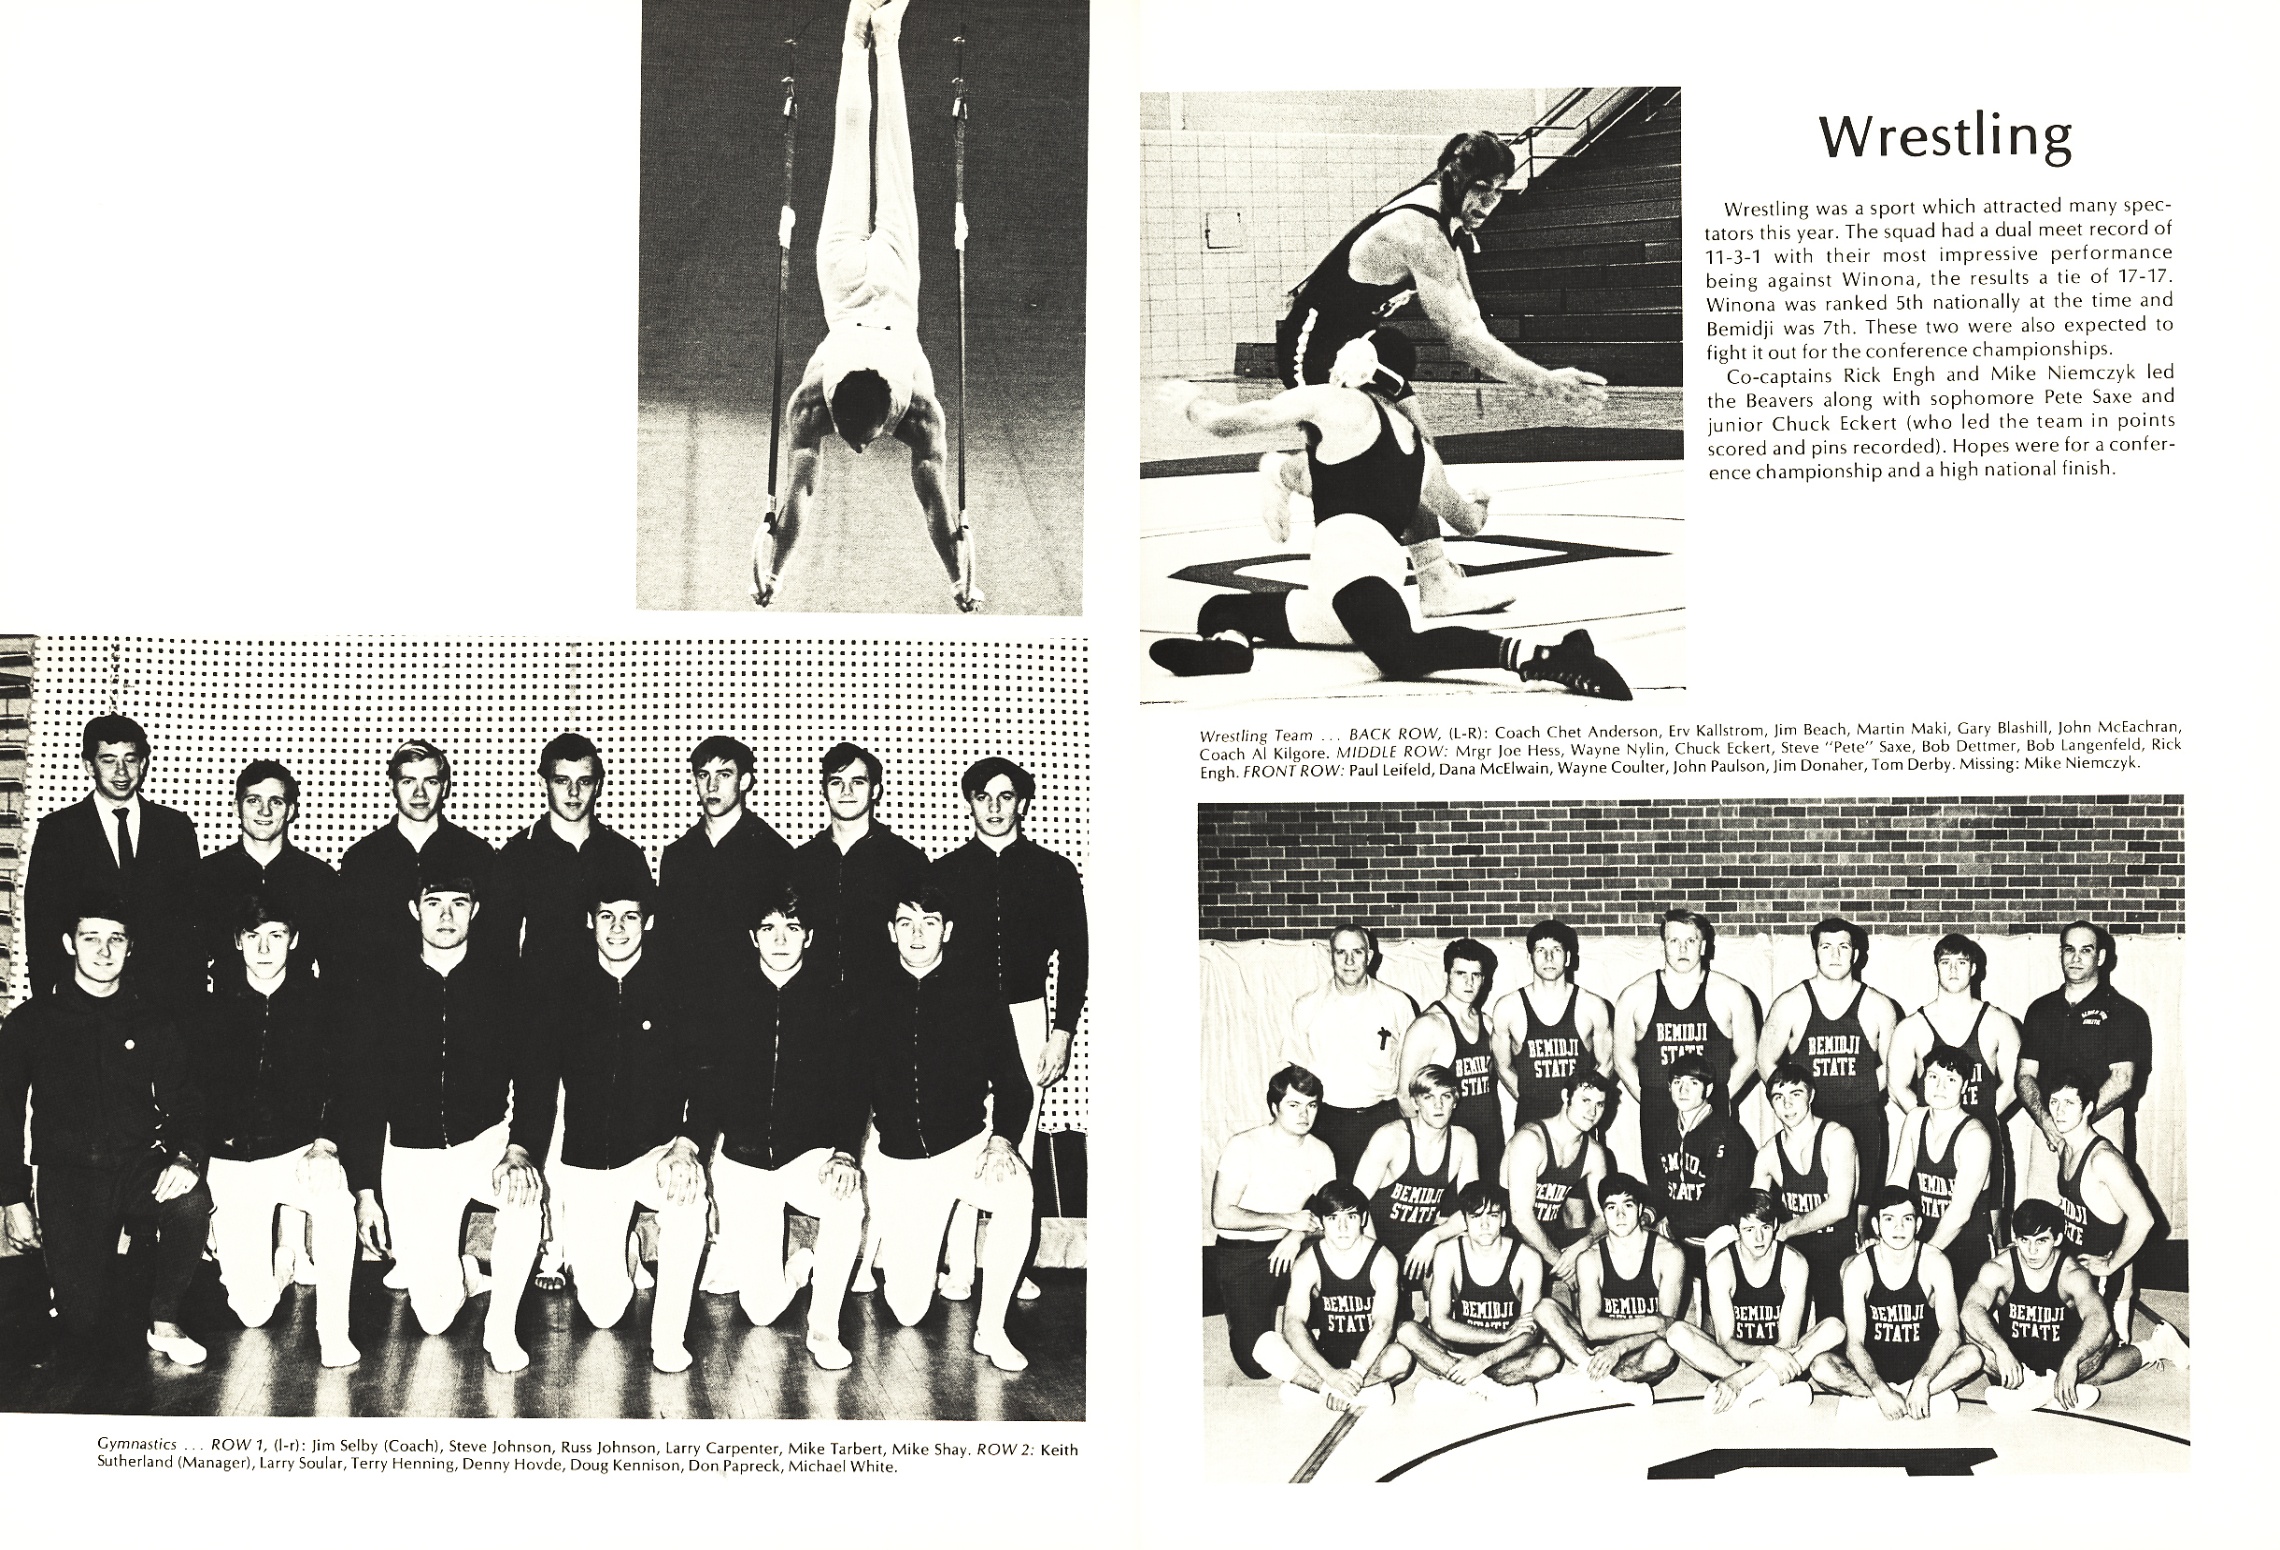 Wrestling
Wrestling was a sport which attracted many spec-
tators this year. The squad had a dual meet record of
11-3-1 with their most impressive performance
being against Winona, the results a tie of 17-17.
Winona was ranked 5th nationally at the time and
Bemidji was 7th. These two were also expected to
fight it out for the conference championships.
Co-captains Rick Engh and Mike Niemczyk led
the Beavers along with sophomore Pete Saxe and
junior Chuck Eckert (who led the team in points
scored and pins recorded). Hopes were for a confer-
ence championship and a high national finish.
Wrestling Team ... BACK ROW, (L-R): Coach Chet Anderson, Erv Kallstrom, Jim Beach, Martin Maki, Gary Blashill, John McEachran,
Coach Al Kilgore. MIDDLE ROW: Mrgr Joe Hess, Wayne Nylin, Chuck Eckert, Steve "Pete" Saxe, Bob Dettmer, Bob Langenfeld, Rick
Engh. FRONT ROW: Paul Leifeld, Dana McElwain, Wayne Coulter, John Paulson, Jim Donaher, Tom Derby. Missing: Mike Niemczyk.
BEMIDJI
STATE
BEMIDJI
STATE
BEMIDJI
STATE
BEMIDJI
STATE
BEMIDJI
STATE
BEMIDJI
STATE
BEMIDJI
STATE
Gymnastics ... ROW 1, (l-r): Jim Selby (Coach), Steve Johnson, Russ Johnson, Larry Carpenter, Mike Tarbert, Mike Shay. ROW 2: Keith
Sutherland (Manager), Larry Soular, Terry Henning, Denny Hovde, Doug Kennison, Don Papreck, Michael White.